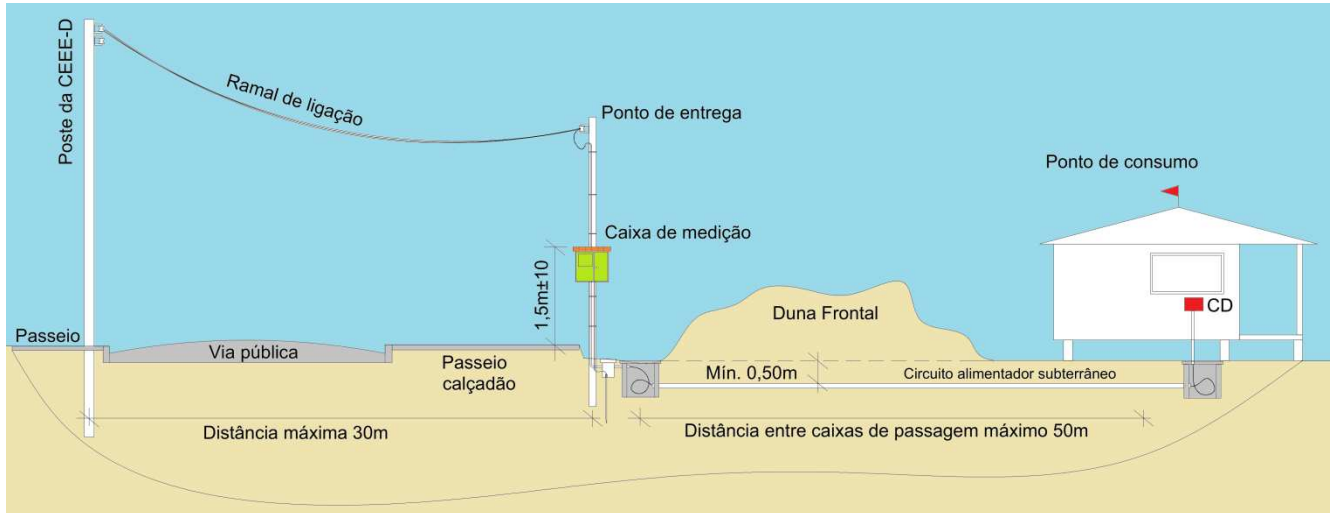 Poste da CEEE-D
Ramal de ligação
Ponto de entrega
Ponto de consumo
Caixa de medição
1,5m±10
CD
Duna Frontal
Passeio
Via pública
Passeio
calçadão
Mín. 0,50m
Circuito alimentador subterrâneo
Distância máxima 30m
Distância entre caixas de passagem máximo 50m